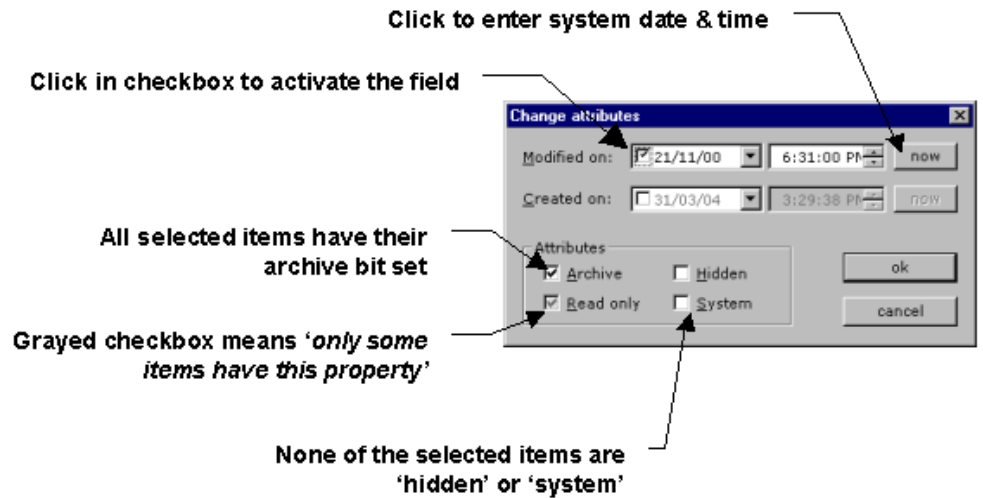 Click to enter system date & time
Click in checkbox to activate the field
Change attributes
Modified on: 21/11/00 6:31:00 PM now
Created on: 31/03/04 3:29:38 PM now
All selected items have their
archive bit set
Attributes
Archive Hidden
Read only System
ok
cancel
Grayed checkbox means ‘only some
items have this property’
None of the selected items are
‘hidden’ or ‘system’